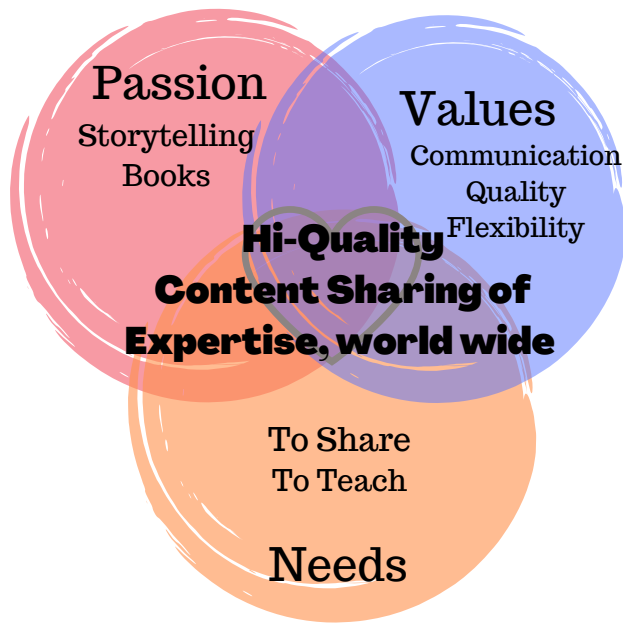 Passion
Storytelling
Books
Values
Communication
Quality
Flexibility
Hi-Quality
Content Sharing of
Expertise, world wide
To Share
To Teach
Needs